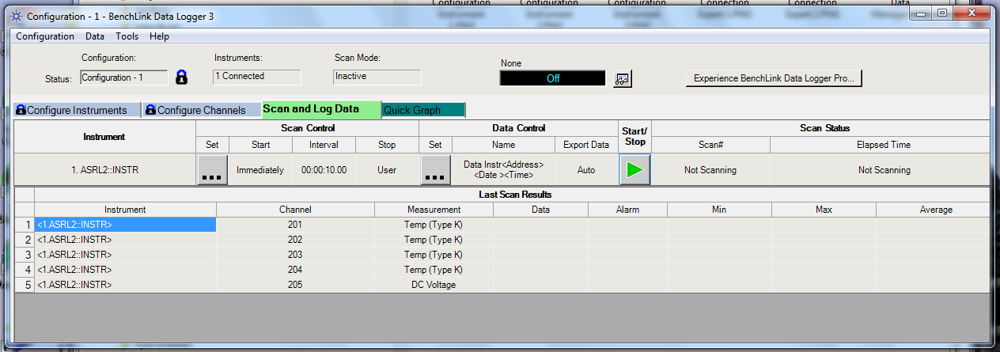 Configuration Configuration Configuration Connection Connection Data
Configuration - 1 - BenchLink Data Logger 3
Configuration Data Tools Help
Configuration: Instruments: Scan Mode: None
Status: Configuration - 1 1 Connected Inactive Off Experience BenchLink Data Logger Pro...
Configure Instruments Configure Channels Scan and Log Data Quick Graph
Instrument Scan Control Data Control Start/ Stop Scan Status
Set Start Interval Stop Set Name Export Data Scan# Elapsed Time
1. ASRL2::INSTR ... Immediately 00:00:10.00 User ... Data Instr<Address> <Date ><Time> Auto Not Scanning Not Scanning
Last Scan Results
Instrument Channel Measurement Data Alarm Min Max Average
1 <1.ASRL2::INSTR> 201 Temp (Type K)
2 <1.ASRL2::INSTR> 202 Temp (Type K)
3 <1.ASRL2::INSTR> 203 Temp (Type K)
4 <1.ASRL2::INSTR> 204 Temp (Type K)
5 <1.ASRL2::INSTR> 205 DC Voltage